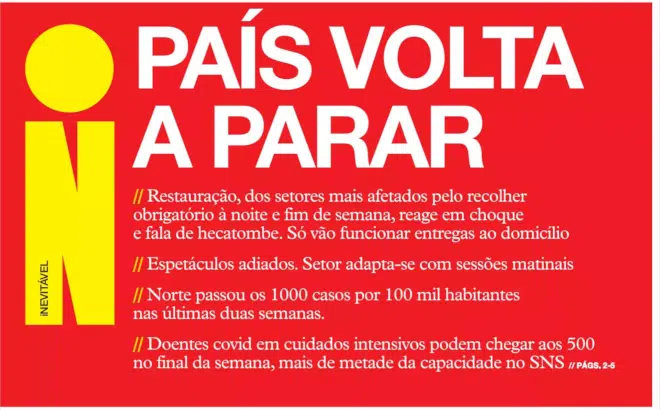 PAÍS VOLTA
A PARAR
// Restauração, dos setores mais afetados pelo recolher
obrigatório à noite e fim de semana, reage em choque
e fala de hecatombe. Só vão funcionar entregas ao domicílio
// Espetáculos adiados. Setor adapta-se com sessões matinais
// Norte passou os 1000 casos por 100 mil habitantes
nas últimas duas semanas.
// Doentes covid em cuidados intensivos podem chegar aos 500
no final da semana, mais de metade da capacidade no SNS // PÁGS. 2-5
iN
iNEVITÁVEL